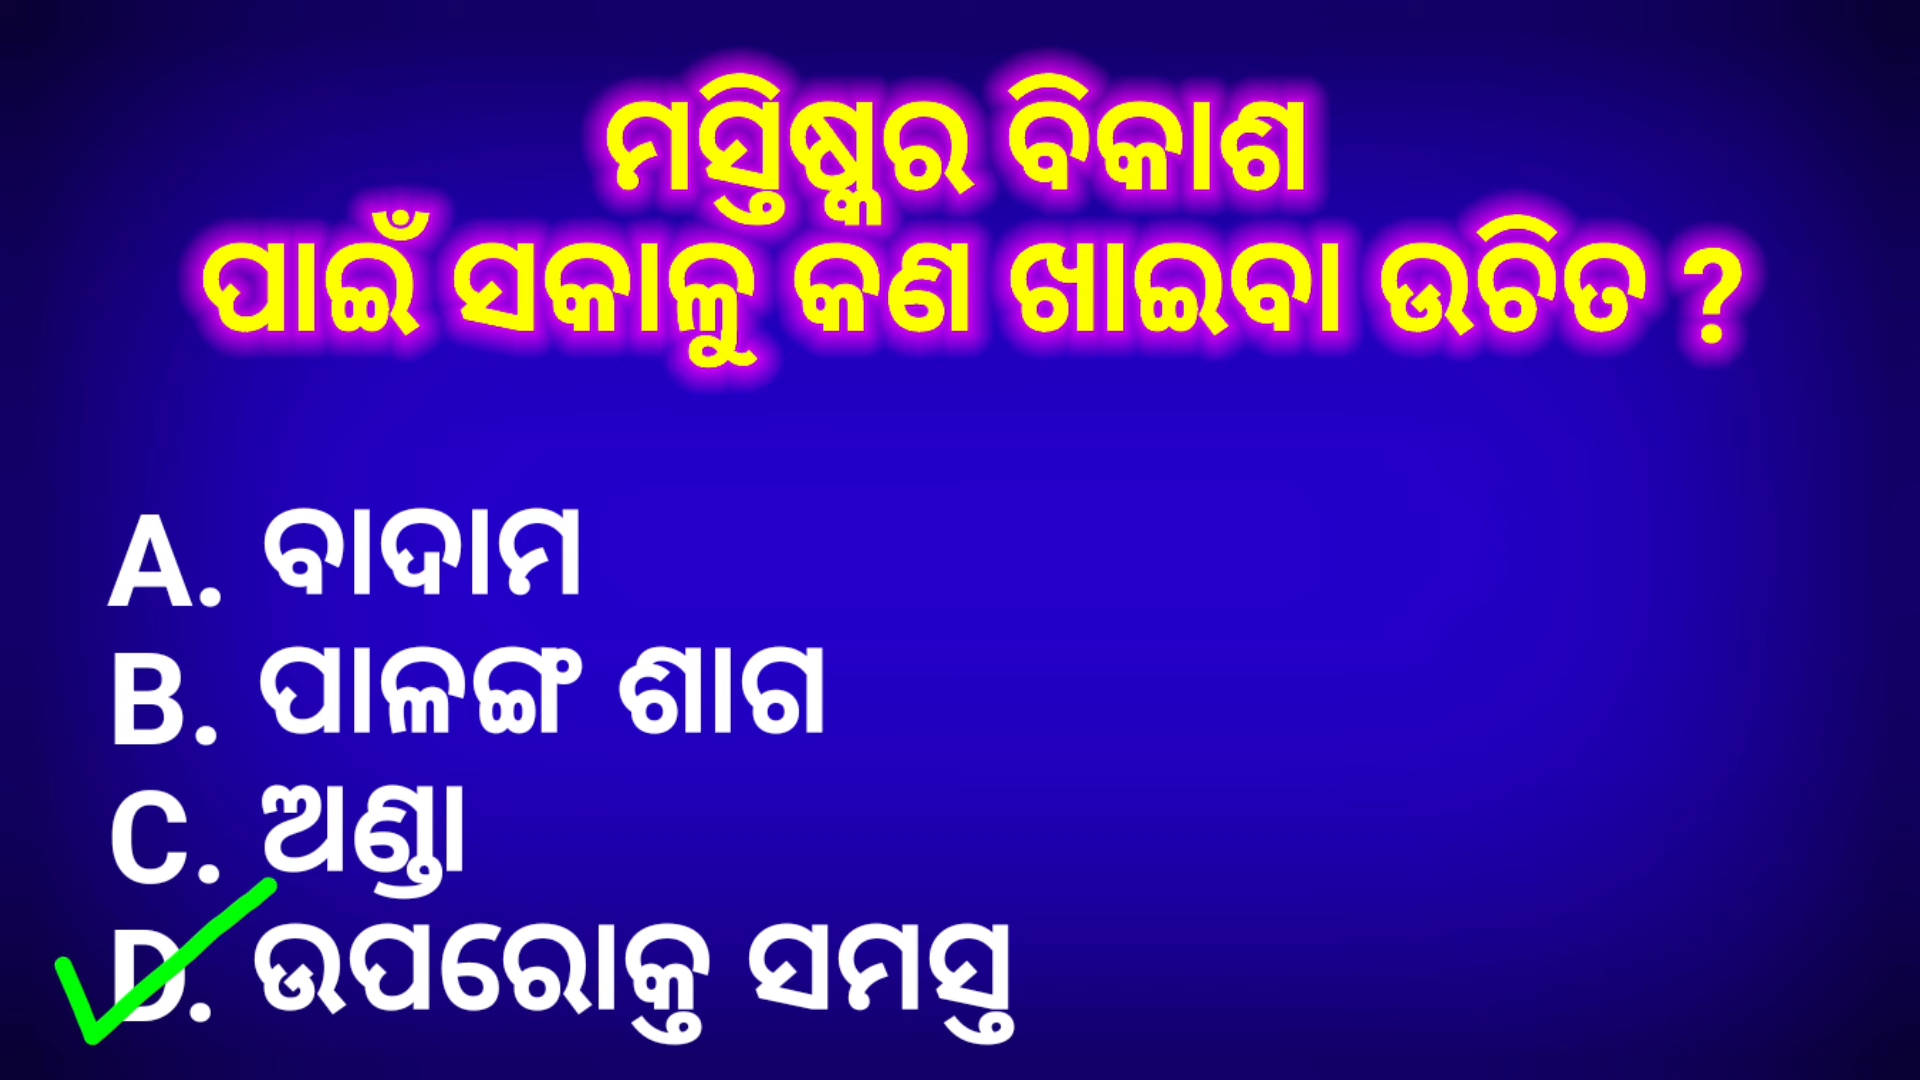 ମସ୍ତିଷ୍କର ବିକାଶ
ପାଇଁ ସକାଳୁ କଣ ଖାଇବା ଉଚିତ ?
A. ବାଦାମ
B. ପାଳଙ୍ଗ ଶାଗ
C. ଅଣ୍ଡା
D. ଉପରୋକ୍ତ ସମସ୍ତ